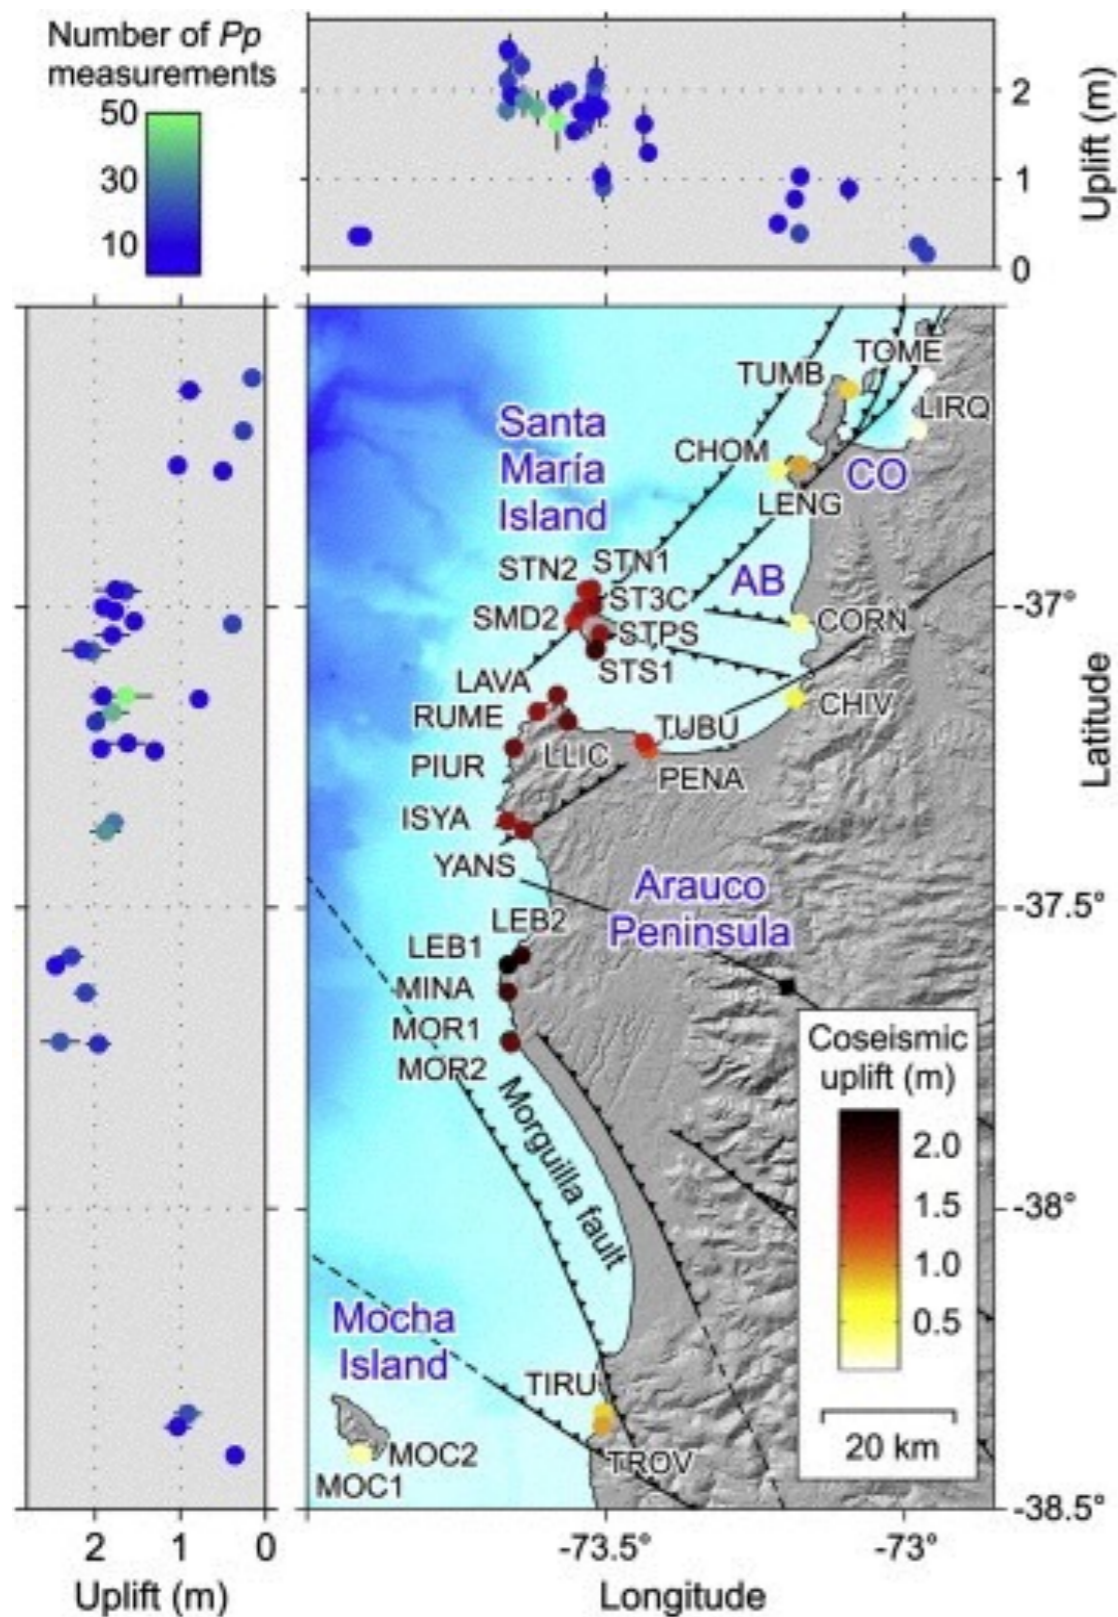 Number of Pp
measurements
50
30
10
2
1
0
Uplift (m)
TOME
TUMB
LIRQ
Santa
María
Island
CHOM
CO
LENG
STN2
STN1
AB
SMD2
ST3C
CORN
STPS
STS1
LAVA
RUME
TUBU
CHIV
PIUR
LLIC
PENA
ISYA
YANS
Arauco
Peninsula
LEB2
LEB1
MINA
MOR1
MOR2
Morguilla fault
Coseismic
uplift (m)
2.0
1.5
1.0
0.5
20 km
Mocha
Island
TIRU
MOC2
TROV
MOC1
-37°
Latitude
-37.5°
-38°
-38.5°
2
1
0
Uplift (m)
-73.5°
-73°
Longitude